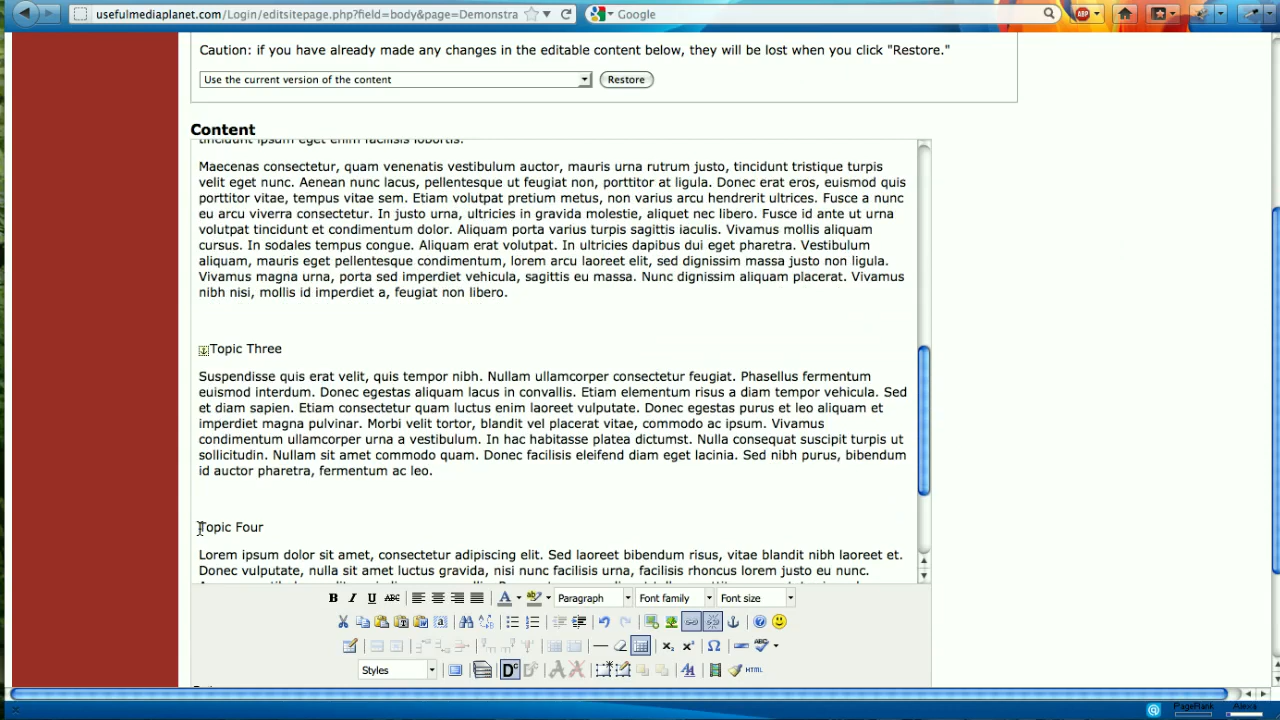 usefulmediaplanet.com/Login/editsitepage.php?field=body&page=Demonstra
Google
ABP
Caution: if you have already made any changes in the editable content below, they will be lost when you click "Restore."
Use the current version of the content
Restore
Content
tincidunt ipsum eget enim facilisis lobortis.
Maecenas consectetur, quam venenatis vestibulum auctor, mauris urna rutrum justo, tincidunt tristique turpis
velit eget nunc. Aenean nunc lacus, pellentesque ut feugiat non, porttitor at ligula. Donec erat eros, euismod quis
porttitor vitae, tempus vitae sem. Etiam volutpat pretium metus, non varius arcu hendrerit ultrices. Fusce a nunc
eu arcu viverra consectetur. In justo urna, ultricies in gravida molestie, aliquet nec libero. Fusce id ante ut urna
volutpat tincidunt et condimentum dolor. Aliquam porta varius turpis sagittis iaculis. Vivamus mollis aliquam
cursus. In sodales tempus congue. Aliquam erat volutpat. In ultricies dapibus dui eget pharetra. Vestibulum
aliquam, mauris eget pellentesque condimentum, lorem arcu laoreet elit, sed dignissim massa justo non ligula.
Vivamus magna urna, porta sed imperdiet vehicula, sagittis eu massa. Nunc dignissim aliquam placerat. Vivamus
nibh nisi, mollis id imperdiet a, feugiat non libero.
Topic Three
Suspendisse quis erat velit, quis tempor nibh. Nullam ullamcorper consectetur feugiat. Phasellus fermentum
euismod interdum. Donec egestas aliquam lacus in convallis. Etiam elementum risus a diam tempor vehicula. Sed
et diam sapien. Etiam consectetur quam luctus enim laoreet vulputate. Donec egestas purus et leo aliquam et
imperdiet magna pulvinar. Morbi velit tortor, blandit vel placerat vitae, commodo ac ipsum. Vivamus
condimentum ullamcorper urna a vestibulum. In hac habitasse platea dictumst. Nulla consequat suscipit turpis ut
sollicitudin. Nullam sit amet commodo quam. Donec facilisis eleifend diam eget lacinia. Sed nibh purus, bibendum
id auctor pharetra, fermentum ac leo.
Topic Four
Lorem ipsum dolor sit amet, consectetur adipiscing elit. Sed laoreet bibendum risus, vitae blandit nibh laoreet et.
Donec vulputate, nulla sit amet luctus gravida, nisi nunc facilisis urna, facilisis rhoncus lorem justo eu nunc.
B I U ABC A Paragraph Font family Font size
Styles HTML
PageRank Alexa